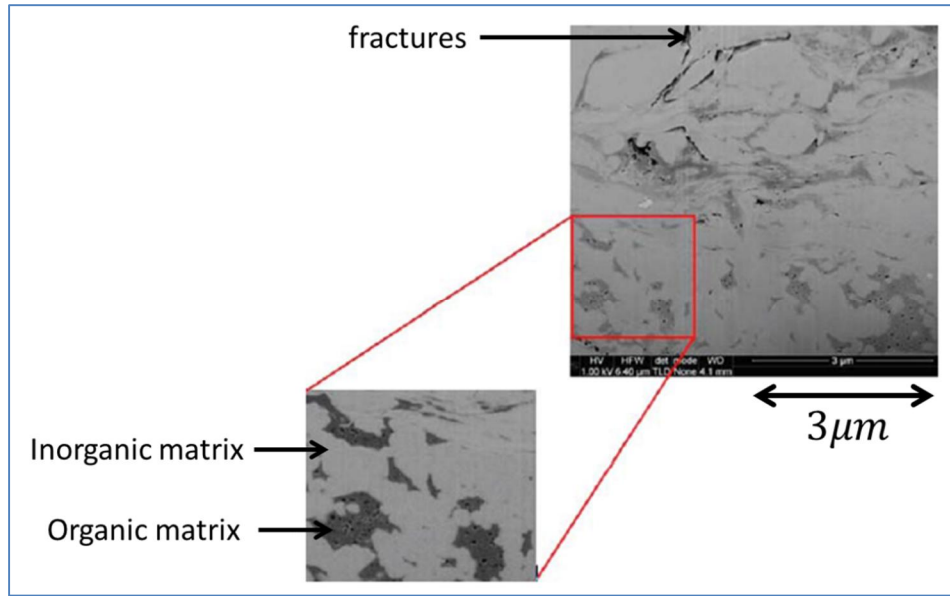 fractures
HV HFW det mode WD 3 µm
1.00 kV 6.40 µm TLD None 4.1 mm
3μm
Inorganic matrix
Organic matrix